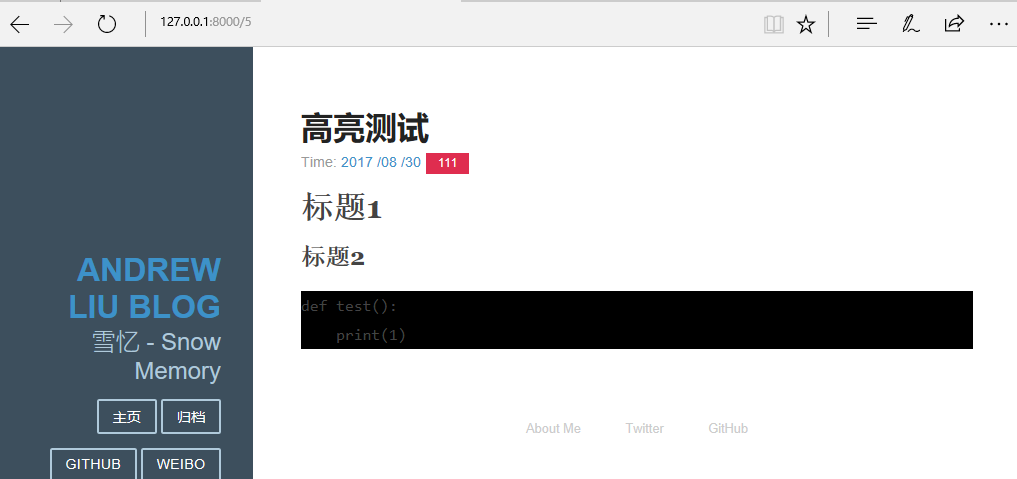 127.0.0.1:8000/5
ANDREW
LIU BLOG
雪忆 - Snow
Memory
主页 归档
GITHUB WEIBO
高亮测试
Time: 2017 /08 /30 111
标题1
标题2
def test():
    print(1)
About Me Twitter GitHub